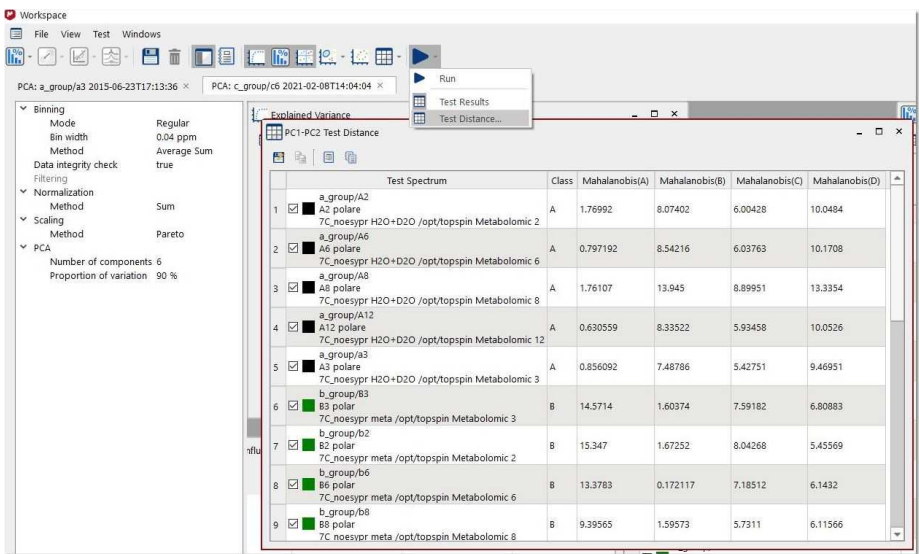 Workspace
File View Test Windows
PCA: a_group/a3 2015-06-23T17:13:36 × PCA: c_group/c6 2021-02-08T14:04:04 ×
Run
Test Results
Test Distance...
Binning
Mode Regular
Bin width 0.04 ppm
Method Average Sum
Data integrity check true
Filtering
Normalization
Method Sum
Scaling
Method Pareto
PCA
Number of components 6
Proportion of variation 90 %
Explained Variance
PC1-PC2 Test Distance
Test Spectrum Class Mahalanobis(A) Mahalanobis(B) Mahalanobis(C) Mahalanobis(D)
a_group/A2
1 A2 polare A 1.76992 8.07402 6.00428 10.0484
7C_noesypr H2O+D2O /opt/topspin Metabolomic 2
a_group/A6
2 A6 polare A 0.797192 8.54216 6.03763 10.1708
7C_noesypr H2O+D2O /opt/topspin Metabolomic 6
a_group/A8
3 A8 polare A 1.76107 13.945 8.89951 13.3354
7C_noesypr H2O+D2O /opt/topspin Metabolomic 8
a_group/A12
4 A12 polare A 0.630559 8.33522 5.93458 10.0526
7C_noesypr H2O+D2O /opt/topspin Metabolomic 12
a_group/a3
5 A3 polare A 0.856092 7.48786 5.42751 9.46951
7C_noesypr H2O+D2O /opt/topspin Metabolomic 3
b_group/B3
6 B3 polar B 14.5714 1.60374 7.59182 6.80883
7C_noesypr meta /opt/topspin Metabolomic 3
b_group/b2
7 B2 polar B 15.347 1.67252 8.04268 5.45569
7C_noesypr meta /opt/topspin Metabolomic 2
b_group/b6
8 B6 polar B 13.3783 0.172117 7.18512 6.1432
7C_noesypr meta /opt/topspin Metabolomic 6
b_group/b8
9 B8 polar B 9.39565 1.59573 5.7311 6.11566
7C_noesypr meta /opt/topspin Metabolomic 8